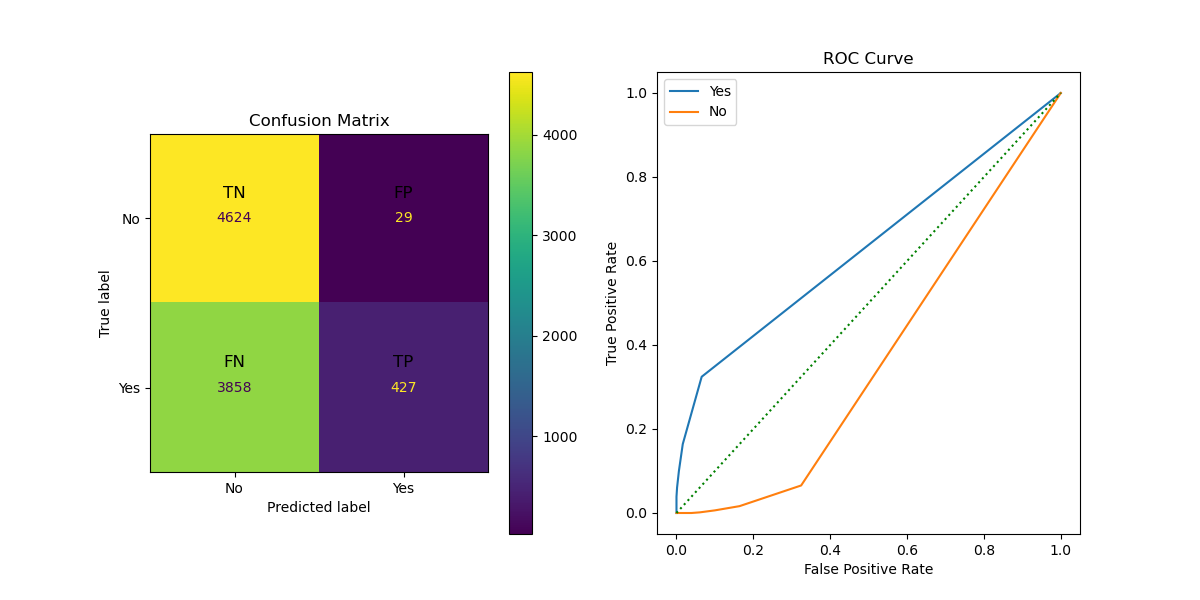 Confusion Matrix
TN
4624
FP
29
FN
3858
TP
427
No
Yes
True label
No
Yes
Predicted label
4000
3000
2000
1000
ROC Curve
Yes
No
1.0
0.8
0.6
0.4
0.2
0.0
True Positive Rate
0.0
0.2
0.4
0.6
0.8
1.0
False Positive Rate